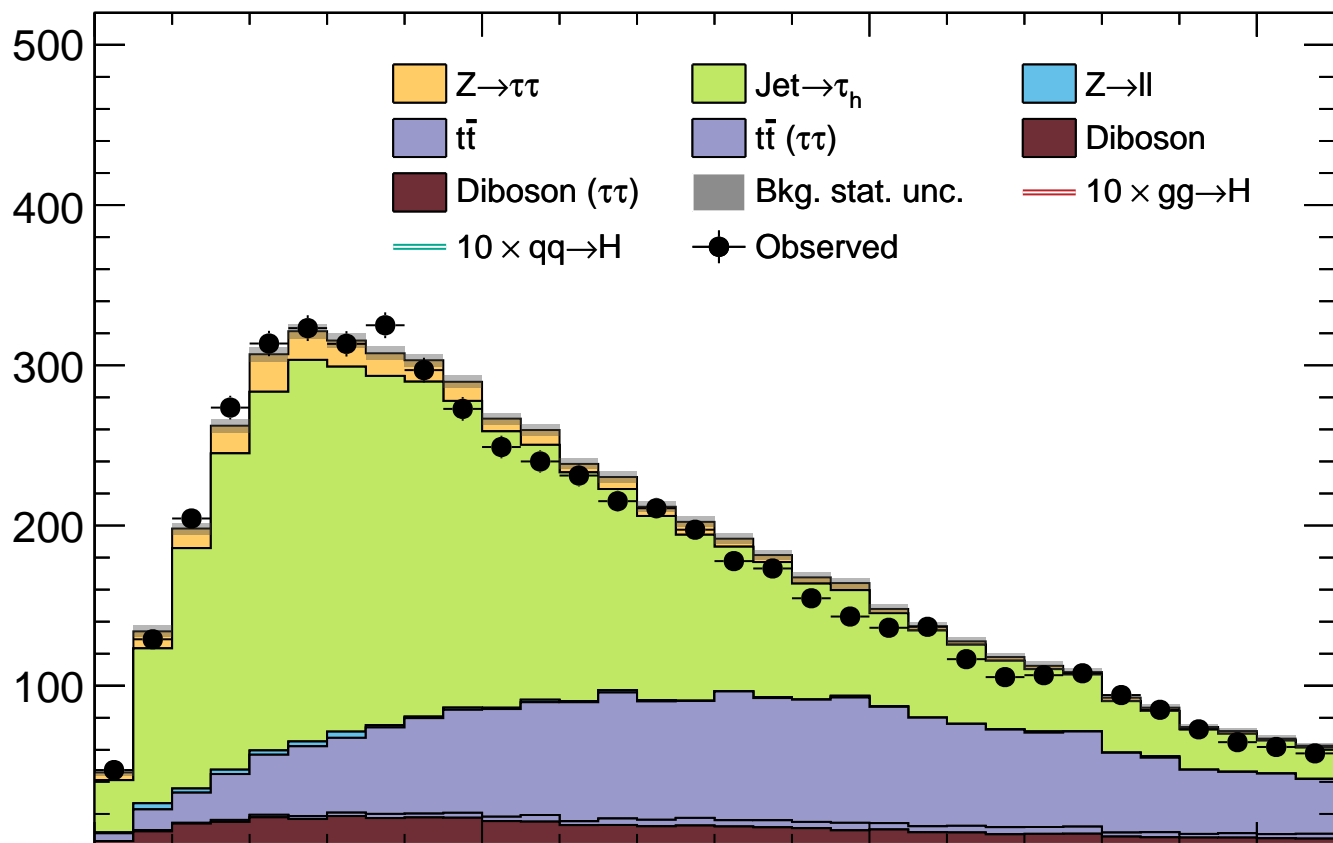 500
Z→ττ Jet→τh Z→ll
tt̄ tt̄ (ττ) Diboson
400 Diboson (ττ) Bkg. stat. unc. 10 × gg→H
10 × qq→H Observed
300
200
100